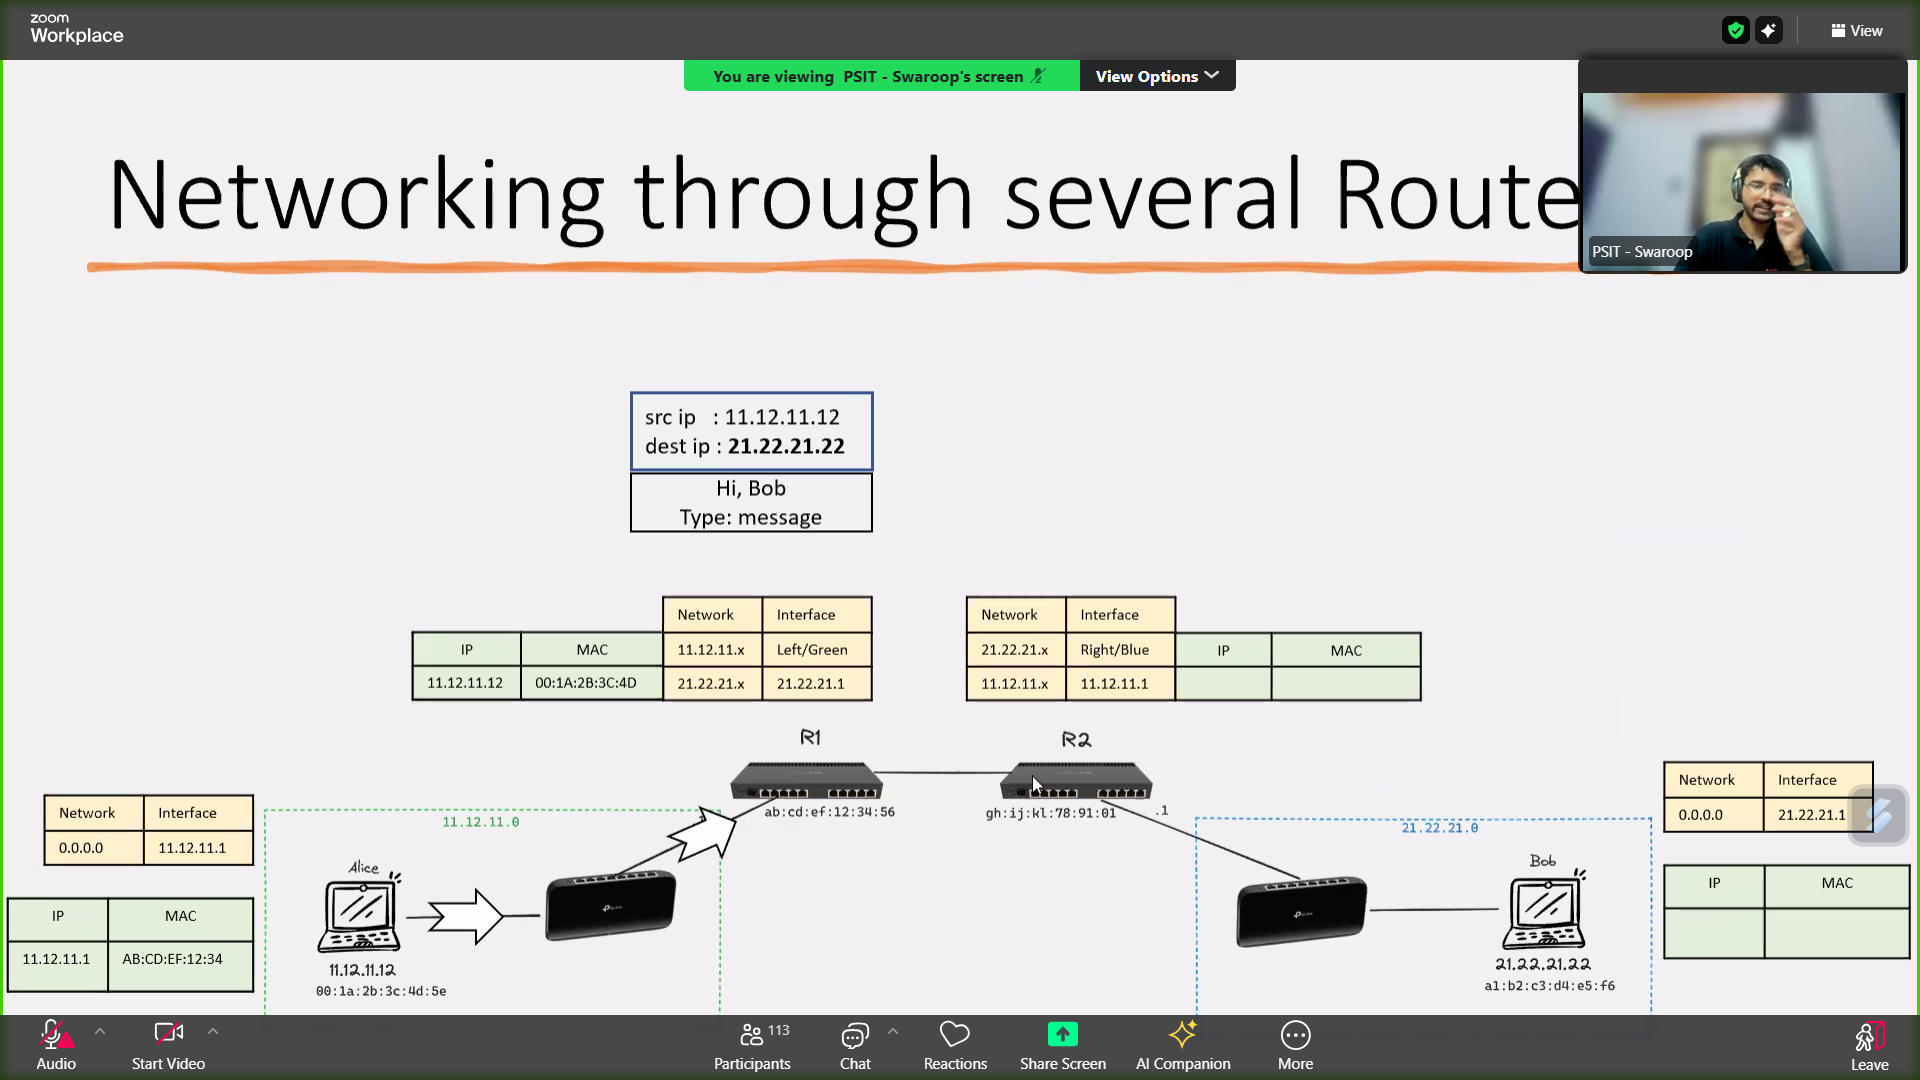 zoom
Workplace
View
You are viewing PSIT - Swaroop's screen
View Options
Networking through several Route
PSIT - Swaroop
src ip : 11.12.11.12
dest ip : 21.22.21.22
Hi, Bob
Type: message
Network Interface
11.12.11.x Left/Green
21.22.21.x 21.22.21.1
IP MAC
11.12.11.12 00:1A:2B:3C:4D
Network Interface
21.22.21.x Right/Blue
11.12.11.x 11.12.11.1
IP MAC
R1
R2
ab:cd:ef:12:34:56
gh:ij:kl:78:91:01
.1
Network Interface
0.0.0.0 11.12.11.1
IP MAC
11.12.11.1 AB:CD:EF:12:34
11.12.11.0
Alice
11.12.11.12
00:1a:2b:3c:4d:5e
21.22.21.0
Bob
21.22.21.22
a1:b2:c3:d4:e5:f6
Network Interface
0.0.0.0 21.22.21.1
IP MAC
Audio
Start Video
113
Participants
Chat
Reactions
Share Screen
AI Companion
More
Leave